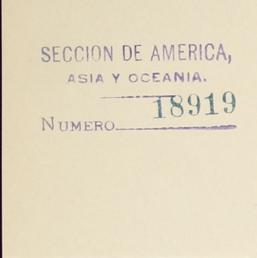 SECCION DE AMERICA,
ASIA Y OCEANIA.
18919
NUMERO